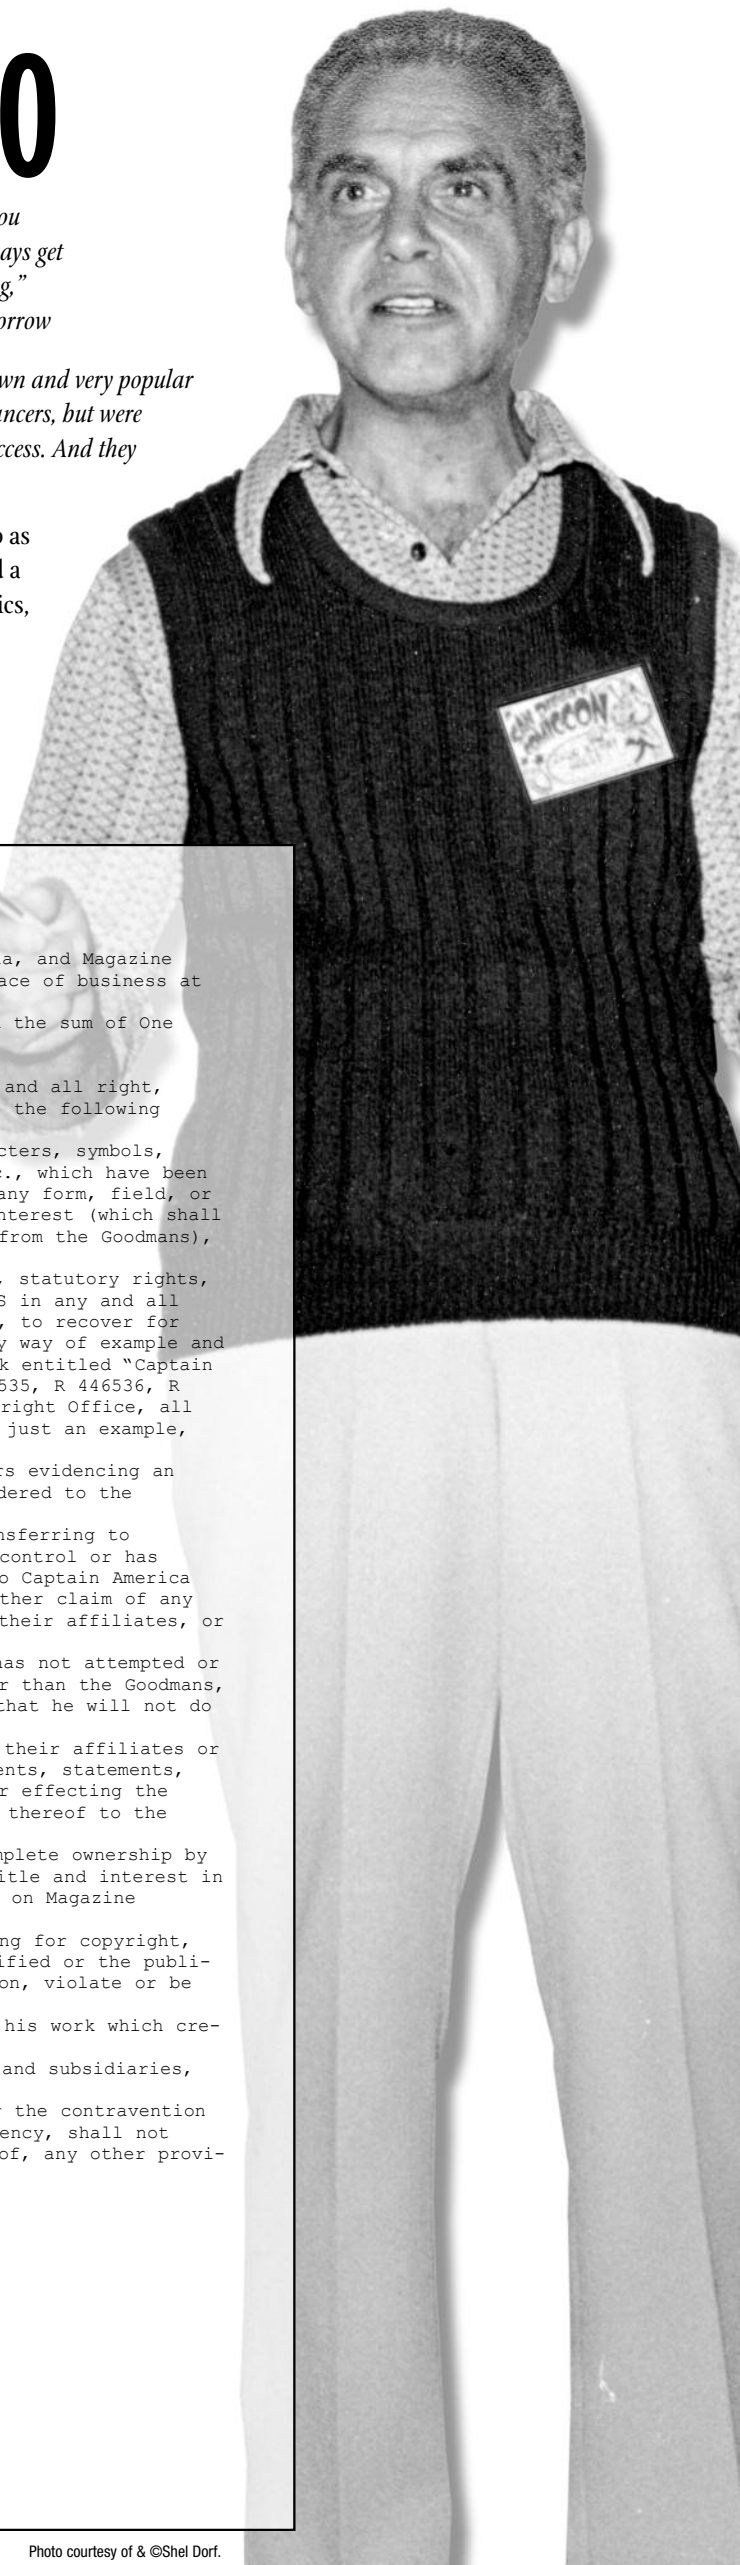 0
ou
ays get
g,”
orrow
wn and very popular
ncers, but were
ccess. And they
o as
d a
ics,
COMICCON
a, and Magazine
ace of business at
the sum of One
and all right,
the following
cters, symbols,
c., which have been
any form, field, or
nterest (which shall
from the Goodmans),
, statutory rights,
S in any and all
, to recover for
y way of example and
k entitled “Captain
535, R 446536, R
right Office, all
just an example,
rs evidencing an
dered to the
nsferring to
control or has
o Captain America
ther claim of any
their affiliates, or
has not attempted or
r than the Goodmans,
that he will not do
their affiliates or
ents, statements,
r effecting the
thereof to the
mplete ownership by
itle and interest in
on Magazine
ng for copyright,
ified or the publi-
on, violate or be
his work which cre-
and subsidiaries,
r the contravention
ency, shall not
of, any other provi-
Photo courtesy of & ©Shel Dorf.